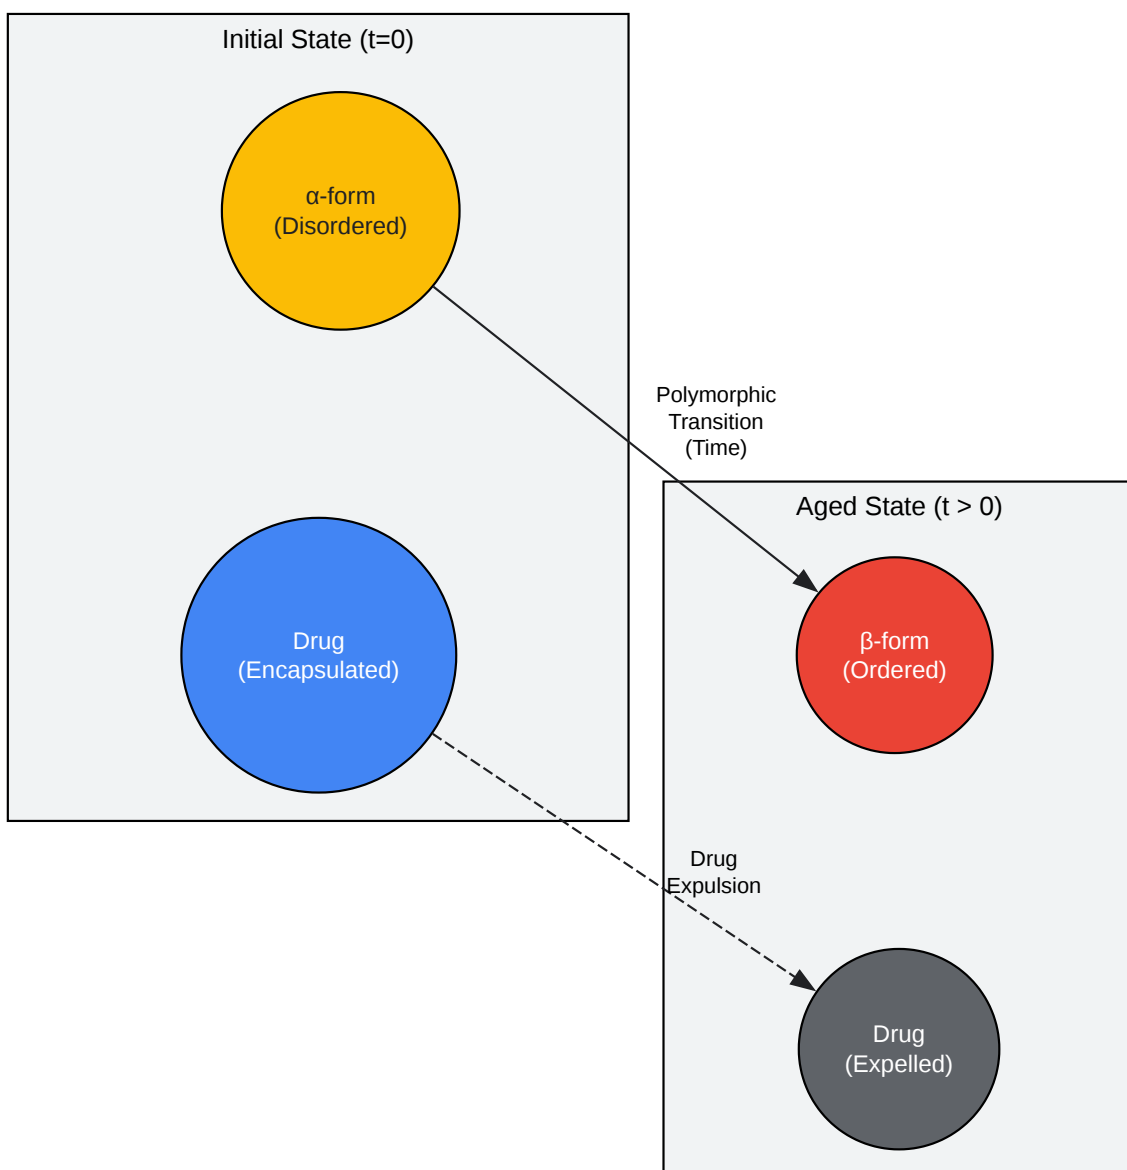 Initial State (t=0)
α-form
(Disordered)
Polymorphic
Transition
(Time)
Aged State (t > 0)
Drug
(Encapsulated)
β-form
(Ordered)
Drug
Expulsion
Drug
(Expelled)